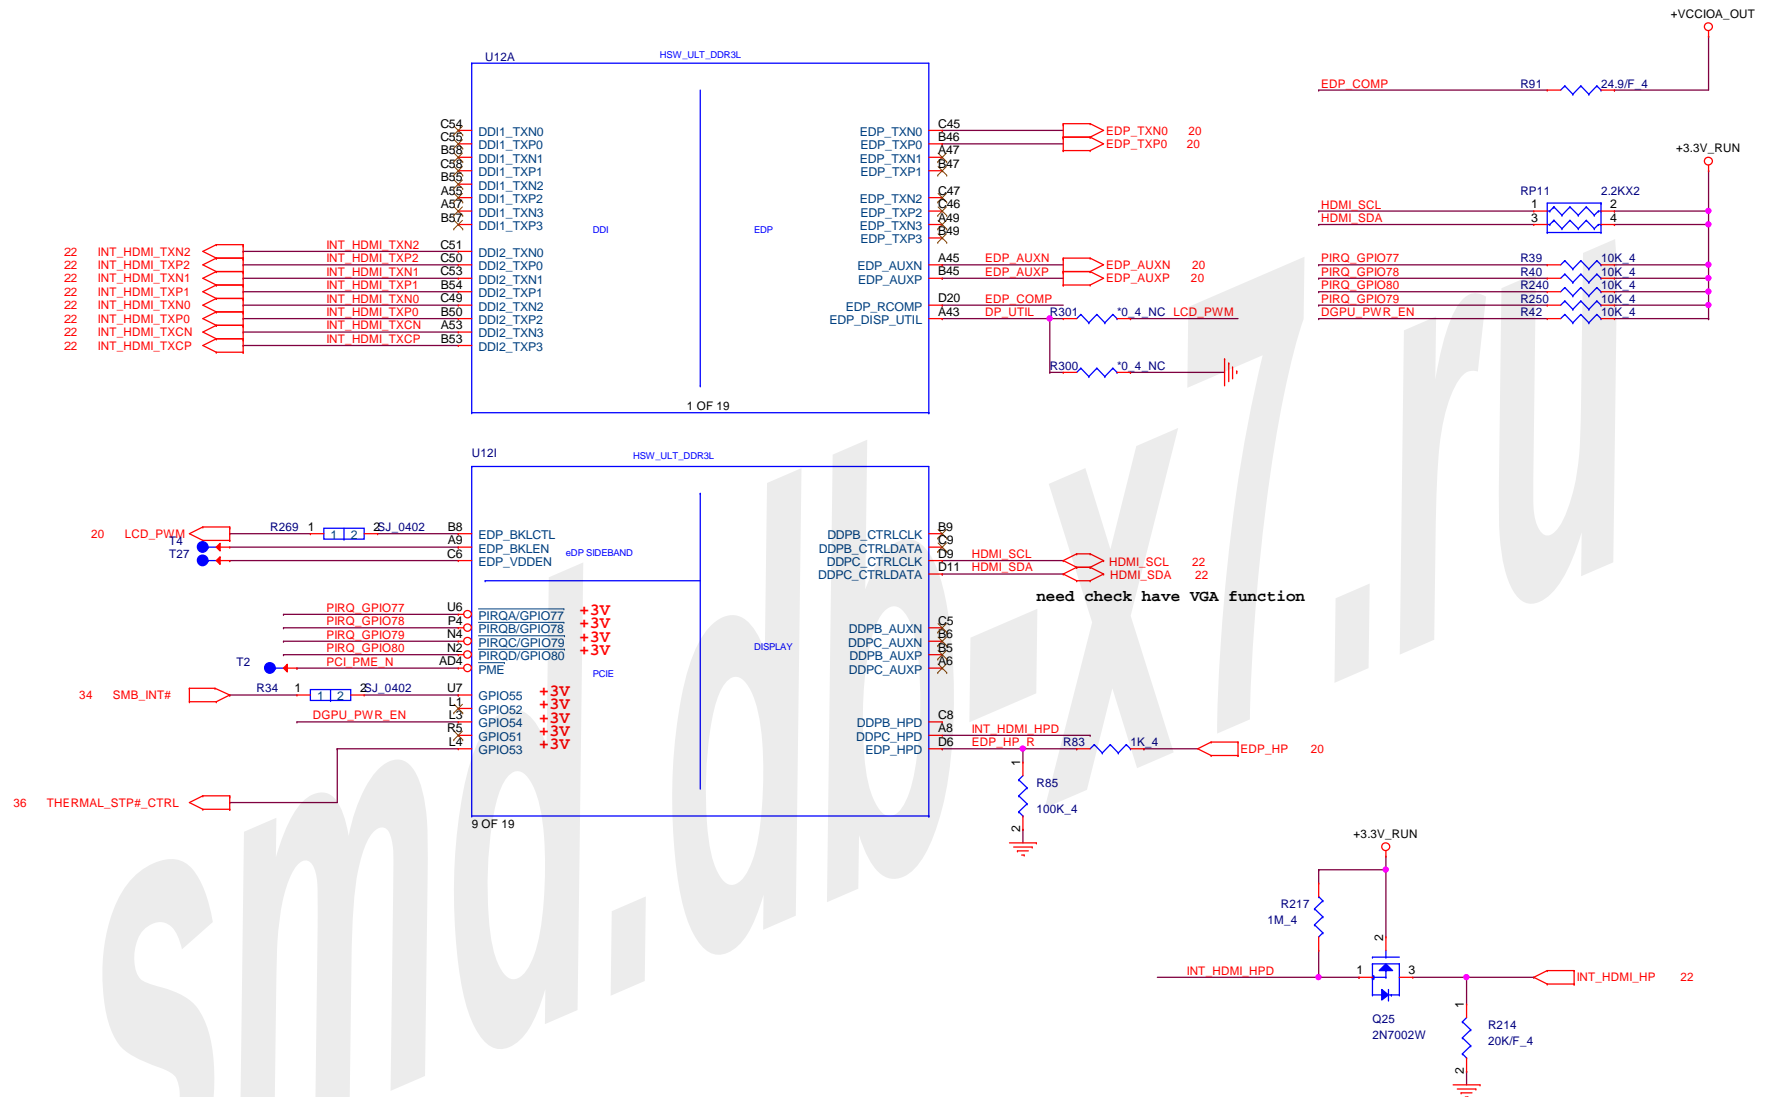 +VCCIOA_OUT
EDP_COMP R91 24.9/F_4
+3.3V_RUN
RP11 2.2KX2
HDMI_SCL 1 2
HDMI_SDA 3 4
PIRQ_GPIO77 R39 10K_4
PIRQ_GPIO78 R40 10K_4
PIRQ_GPIO80 R240 10K_4
PIRQ_GPIO79 R250 10K_4
DGPU_PWR_EN R42 10K_4
U12A HSW_ULT_DDR3L
C54 DDI1_TXN0
C55 DDI1_TXP0
B58 DDI1_TXN1
C58 DDI1_TXP1
B55 DDI1_TXN2
A55 DDI1_TXP2
A57 DDI1_TXN3
B57 DDI1_TXP3
DDI EDP
22 INT_HDMI_TXN2 INT_HDMI_TXN2 C51 DDI2_TXN0
22 INT_HDMI_TXP2 INT_HDMI_TXP2 C50 DDI2_TXP0
22 INT_HDMI_TXN1 INT_HDMI_TXN1 C53 DDI2_TXN1
22 INT_HDMI_TXP1 INT_HDMI_TXP1 B54 DDI2_TXP1
22 INT_HDMI_TXN0 INT_HDMI_TXN0 C49 DDI2_TXN2
22 INT_HDMI_TXP0 INT_HDMI_TXP0 B50 DDI2_TXP2
22 INT_HDMI_TXCN INT_HDMI_TXCN A53 DDI2_TXN3
22 INT_HDMI_TXCP INT_HDMI_TXCP B53 DDI2_TXP3
EDP_TXN0 C45 EDP_TXN0 20
EDP_TXP0 B46 EDP_TXP0 20
EDP_TXN1 A47
EDP_TXP1 B47
EDP_TXN2 C47
EDP_TXP2 C46
EDP_TXN3 A49
EDP_TXP3 B49
EDP_AUXN A45 EDP_AUXN EDP_AUXN 20
EDP_AUXP B45 EDP_AUXP EDP_AUXP 20
EDP_RCOMP D20 EDP_COMP
EDP_DISP_UTIL A43 DP_UTIL R301 *0_4_NC LCD_PWM
R300 *0_4_NC
1 OF 19
U12I HSW_ULT_DDR3L
20 LCD_PWM R269 1 1 2 2 SJ_0402 B8 EDP_BKLCTL
T4 A9 EDP_BKLEN
T27 C6 EDP_VDDEN
eDP SIDEBAND
PIRQ_GPIO77 U6 PIRQA/GPIO77 +3V
PIRQ_GPIO78 P4 PIRQB/GPIO78 +3V
PIRQ_GPIO79 N4 PIRQC/GPIO79 +3V
PIRQ_GPIO80 N2 PIRQD/GPIO80 +3V
T2 PCI_PME_N AD4 PME
PCIE DISPLAY
34 SMB_INT# R34 1 1 2 2 SJ_0402 U7 GPIO55 +3V
L1 GPIO52 +3V
DGPU_PWR_EN L3 GPIO54 +3V
R5 GPIO51 +3V
L4 GPIO53 +3V
36 THERMAL_STP#_CTRL
DDPB_CTRLCLK B9
DDPB_CTRLDATA C9
DDPC_CTRLCLK D9 HDMI_SCL HDMI_SCL 22
DDPC_CTRLDATA D11 HDMI_SDA HDMI_SDA 22
need check have VGA function
DDPB_AUXN C5
DDPC_AUXN B6
DDPB_AUXP B5
DDPC_AUXP A6
DDPB_HPD C8
DDPC_HPD A8 INT_HDMI_HPD
EDP_HPD D6 EDP_HP_R R83 1K_4 EDP_HP 20
1
R85
100K_4
2
9 OF 19
+3.3V_RUN
R217
1M_4
2
INT_HDMI_HPD 1 3 INT_HDMI_HP 22
Q25
2N7002W
1
R214
20K/F_4
2
smd.db-x7.ru